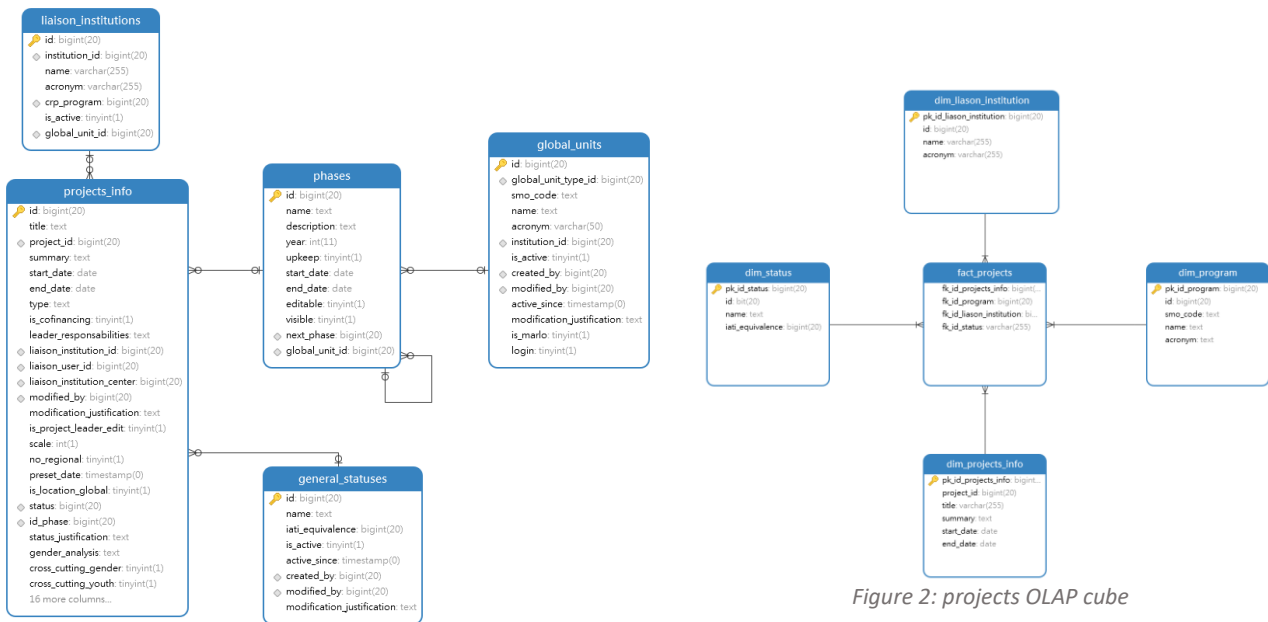 liaison_institutions
id: bigint(20)
institution_id: bigint(20)
name: varchar(255)
acronym: varchar(255)
crp_program: bigint(20)
is_active: tinyint(1)
global_unit_id: bigint(20)
projects_info
id: bigint(20)
title: text
project_id: bigint(20)
summary: text
start_date: date
end_date: date
type: text
is_cofinancing: tinyint(1)
leader_responsabilities: text
liaison_institution_id: bigint(20)
liaison_user_id: bigint(20)
liaison_institution_center: bigint(20)
modified_by: bigint(20)
modification_justification: text
is_project_leader_edit: tinyint(1)
scale: int(1)
no_regional: tinyint(1)
preset_date: timestamp(0)
is_location_global: tinyint(1)
status: bigint(20)
id_phase: bigint(20)
status_justification: text
gender_analysis: text
cross_cutting_gender: tinyint(1)
cross_cutting_youth: tinyint(1)
16 more columns...
phases
id: bigint(20)
name: text
description: text
year: int(11)
upkeep: tinyint(1)
start_date: date
end_date: date
editable: tinyint(1)
visible: tinyint(1)
next_phase: bigint(20)
global_unit_id: bigint(20)
general_statuses
id: bigint(20)
name: text
iati_equivalence: bigint(20)
is_active: tinyint(1)
active_since: timestamp(0)
created_by: bigint(20)
modified_by: bigint(20)
modification_justification: text
global_units
id: bigint(20)
global_unit_type_id: bigint(20)
smo_code: text
name: text
acronym: varchar(50)
institution_id: bigint(20)
is_active: tinyint(1)
created_by: bigint(20)
modified_by: bigint(20)
active_since: timestamp(0)
modification_justification: text
is_marlo: tinyint(1)
login: tinyint(1)
dim_liason_institution
pk_id_liason_institution: bigint(20)
id: bigint(20)
name: varchar(255)
acronym: varchar(255)
dim_status
pk_id_status: bigint(20)
id: bit(20)
name: text
iati_equivalence: bigint(20)
fact_projects
fk_id_projects_info: bigint(...
fk_id_program: bigint(20)
fk_id_liason_institution: bi...
fk_id_status: varchar(255)
dim_program
pk_id_program: bigint(20)
id: bigint(20)
smo_code: text
name: text
acronym: text
dim_projects_info
pk_id_projects_info: bigint...
project_id: bigint(20)
title: varchar(255)
summary: text
start_date: date
end_date: date
Figure 2: projects OLAP cube